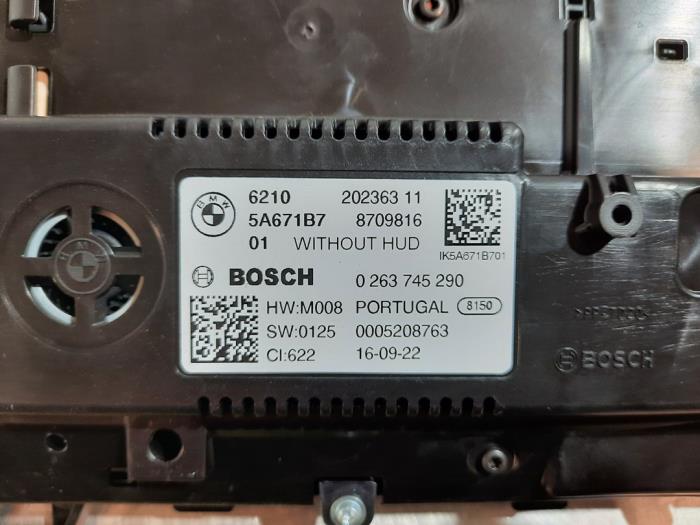 BMW
6210 202363 11
5A671B7 8709816
01 WITHOUT HUD
IK5A671B701
BOSCH 0 263 745 290
HW:M008 PORTUGAL 8150
SW:0125 0005208763
CI:622 16-09-22
BOSCH